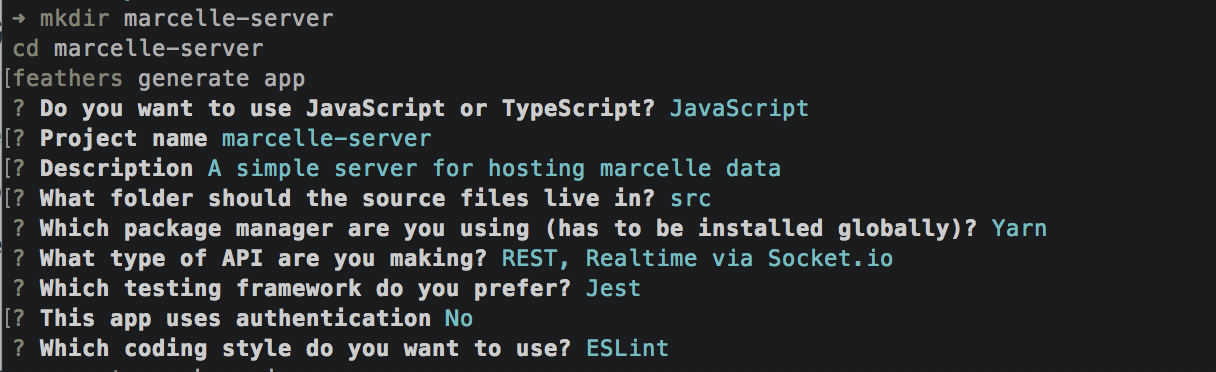 ➜ mkdir marcelle-server
cd marcelle-server
[feathers generate app
? Do you want to use JavaScript or TypeScript? JavaScript
[? Project name marcelle-server
[? Description A simple server for hosting marcelle data
[? What folder should the source files live in? src
? Which package manager are you using (has to be installed globally)? Yarn
? What type of API are you making? REST, Realtime via Socket.io
? Which testing framework do you prefer? Jest
[? This app uses authentication No
? Which coding style do you want to use? ESLint